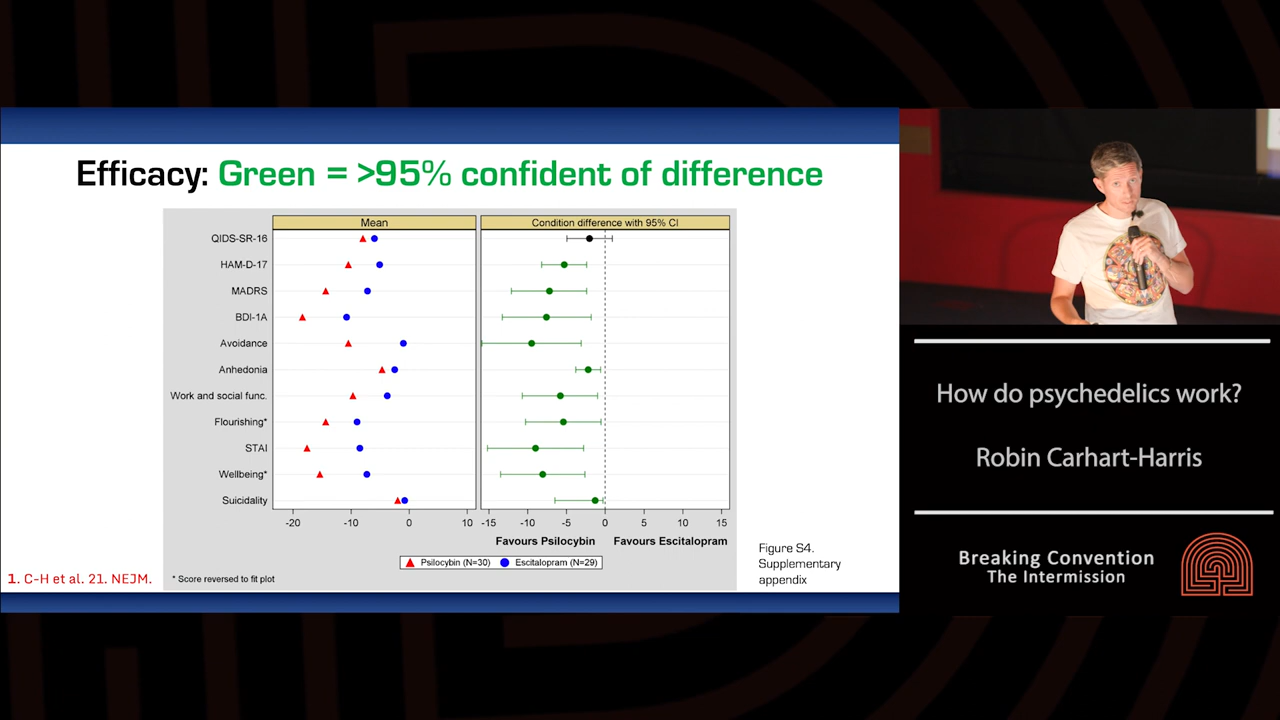 Efficacy: Green = >95% confident of difference
Mean
Condition difference with 95% CI
QIDS-SR-16
HAM-D-17
MADRS
BDI-1A
Avoidance
Anhedonia
Work and social func.
Flourishing*
STAI
Wellbeing*
Suicidality
-20 -10 0 10
-15 -10 -5 0 5 10 15
Favours Psilocybin Favours Escitalopram
Psilocybin (N=30) Escitalopram (N=29)
* Score reversed to fit plot
Figure S4.
Supplementary
appendix
1. C-H et al. 21. NEJM.
How do psychedelics work?
Robin Carhart-Harris
Breaking Convention
The Intermission